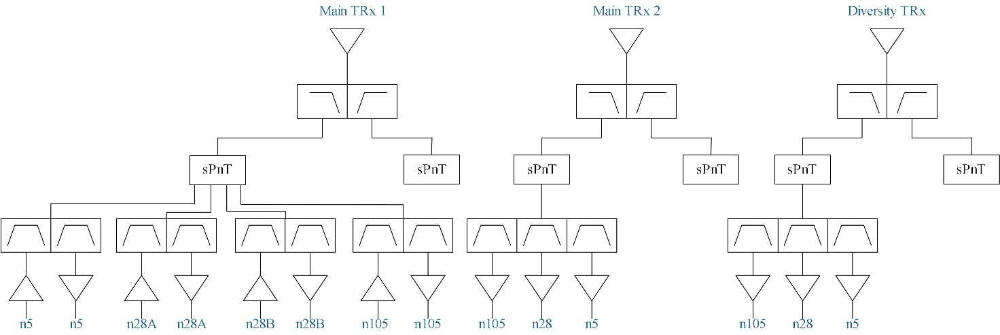 Main TRx 1
Main TRx 2
Diversity TRx
sPnT
sPnT
sPnT
sPnT
sPnT
sPnT
n5
n5
n28A
n28A
n28B
n28B
n105
n105
n105
n28
n5
n105
n28
n5